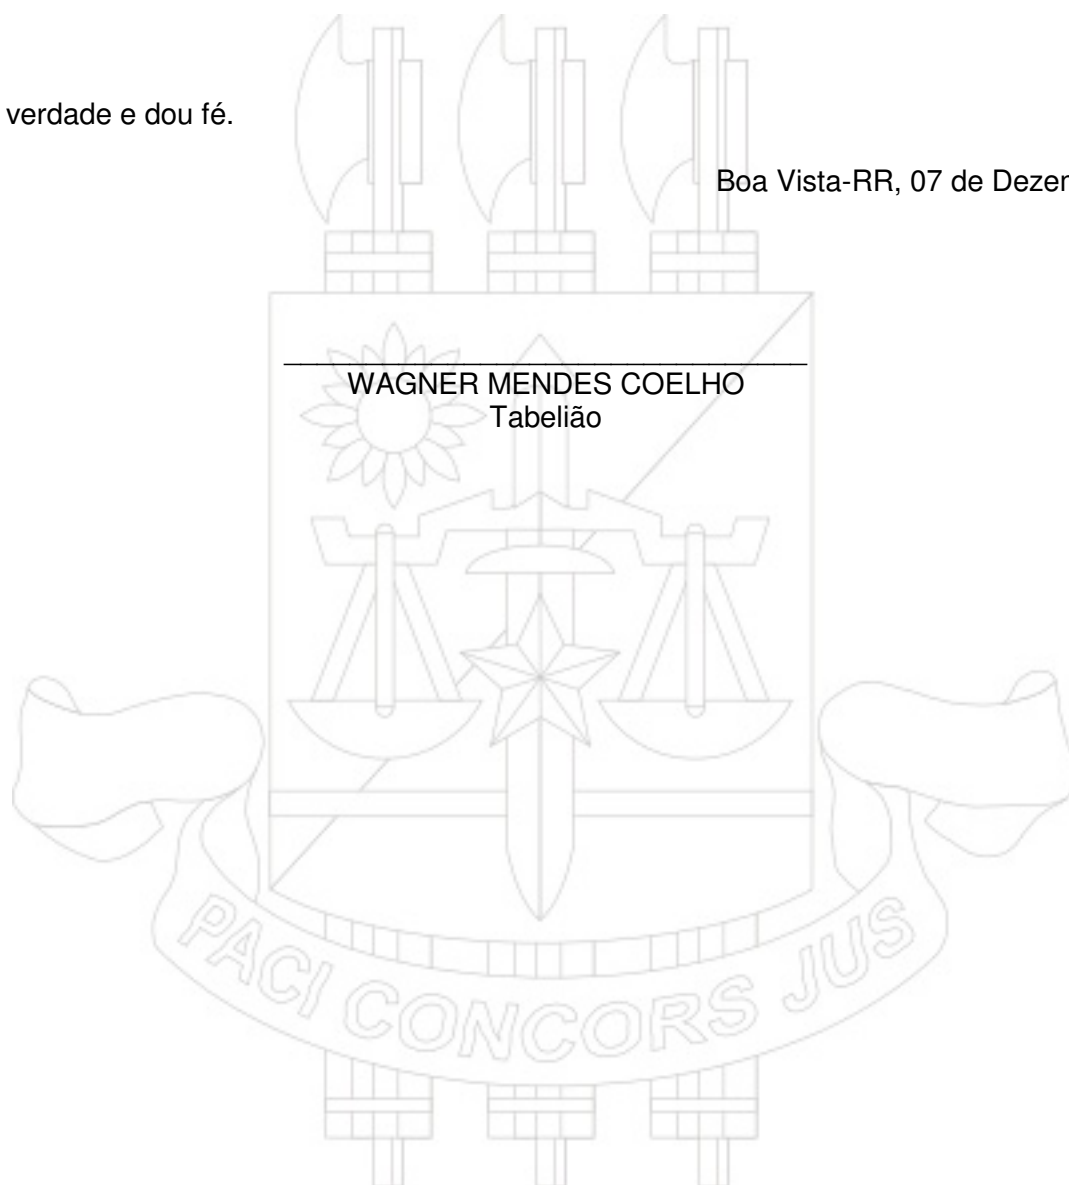 verdade e dou fé.
Boa Vista-RR, 07 de
WAGNER MENDES COELHO
Tabelião
PACI CONCORS JUS